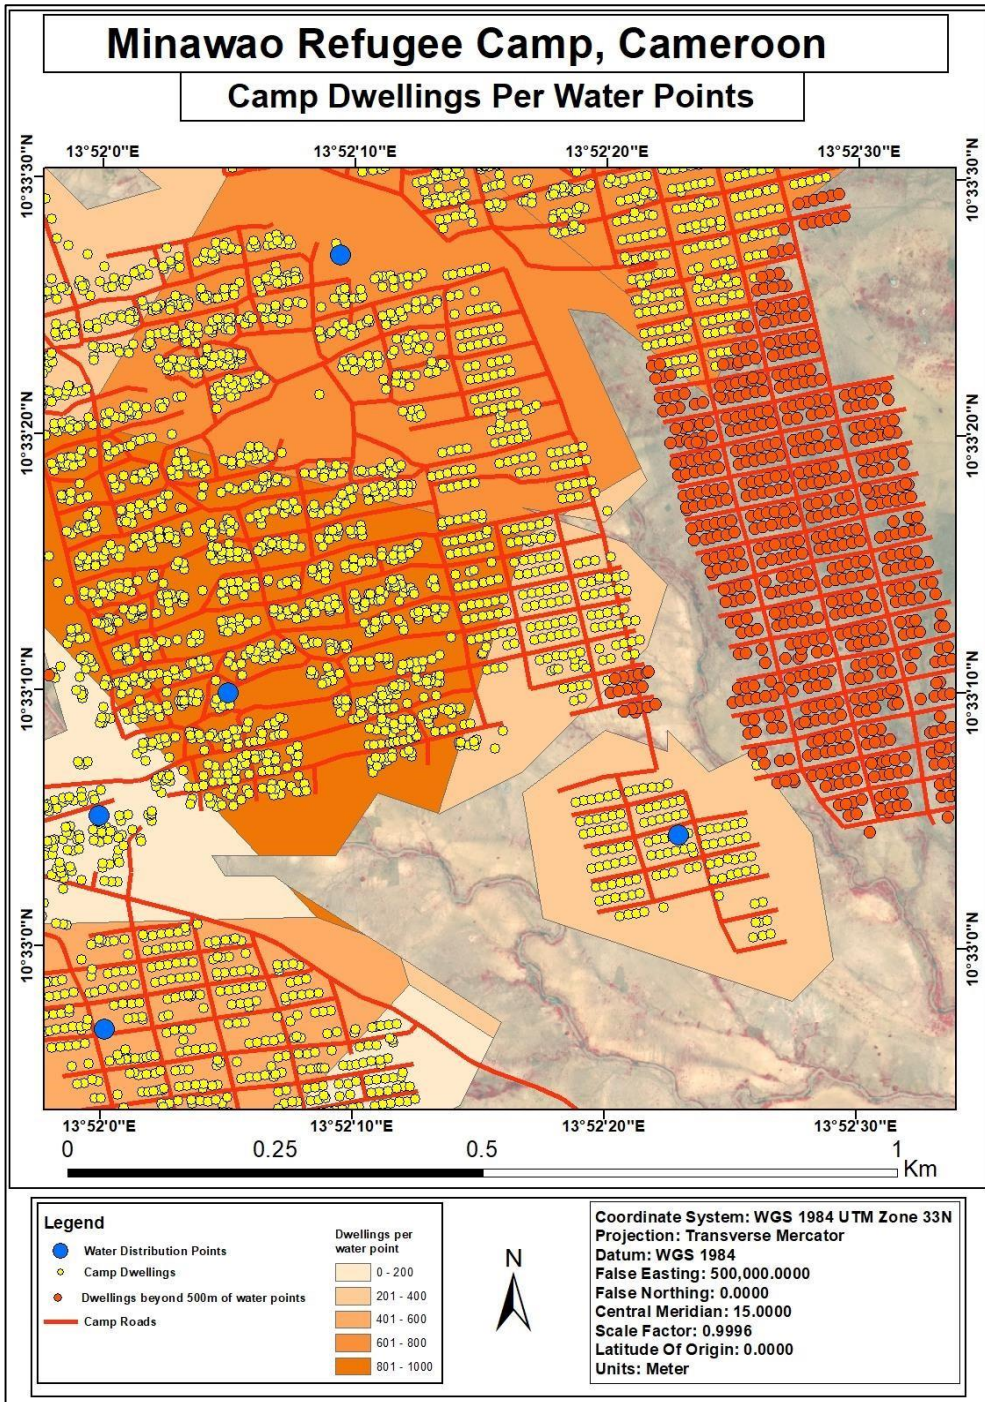 Minawao Refugee Camp, Cameroon
Camp Dwellings Per Water Points
13°52'0"E 13°52'10"E 13°52'20"E 13°52'30"E
10°33'30"N 10°33'30"N
10°33'20"N 10°33'20"N
10°33'10"N 10°33'10"N
10°33'0"N 10°33'0"N
13°52'0"E 13°52'10"E 13°52'20"E 13°52'30"E
0 0.25 0.5 1
Km
Legend
Water Distribution Points
Camp Dwellings
Dwellings beyond 500m of water points
Camp Roads
Dwellings per
water point
0 - 200
201 - 400
401 - 600
601 - 800
801 - 1000
N
Coordinate System: WGS 1984 UTM Zone 33N
Projection: Transverse Mercator
Datum: WGS 1984
False Easting: 500,000.0000
False Northing: 0.0000
Central Meridian: 15.0000
Scale Factor: 0.9996
Latitude Of Origin: 0.0000
Units: Meter